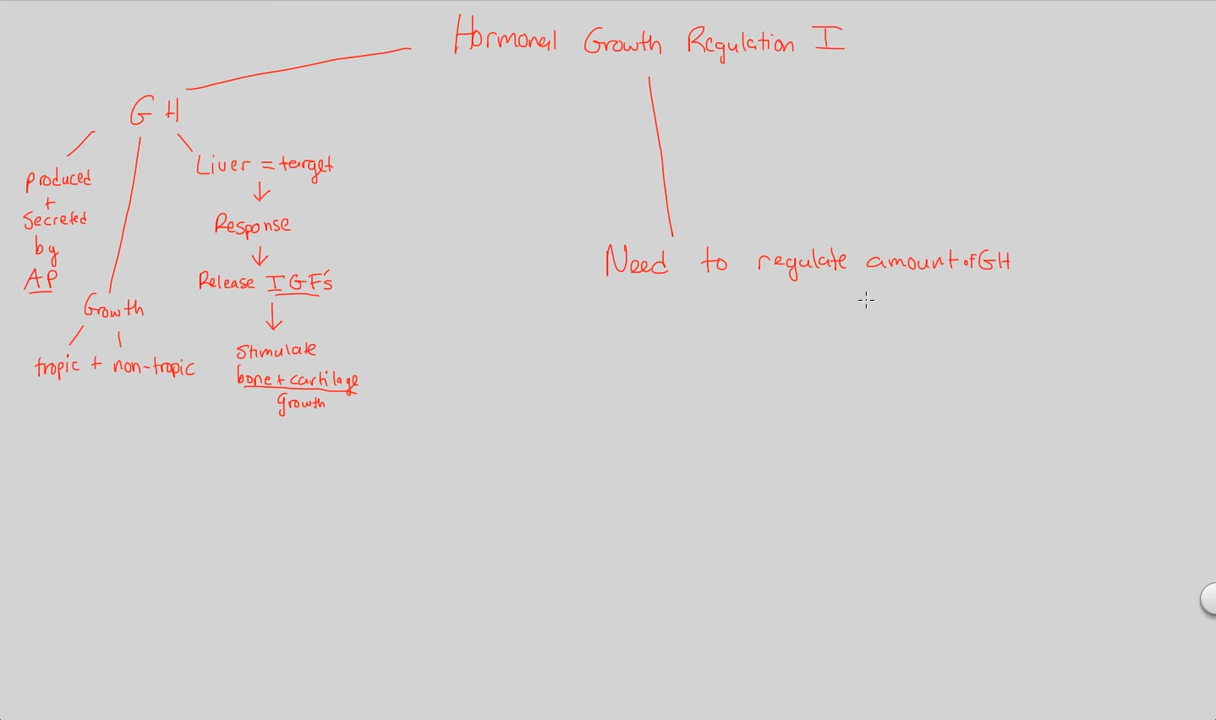 Hormonal Growth Regulation I
GH
Produced
+
Secreted
by
AP
Growth
tropic + non-tropic
Liver = target
↓
Response
↓
Release IGF's
↓
Stimulate
bone + cartilage
growth
Need to regulate amount of GH